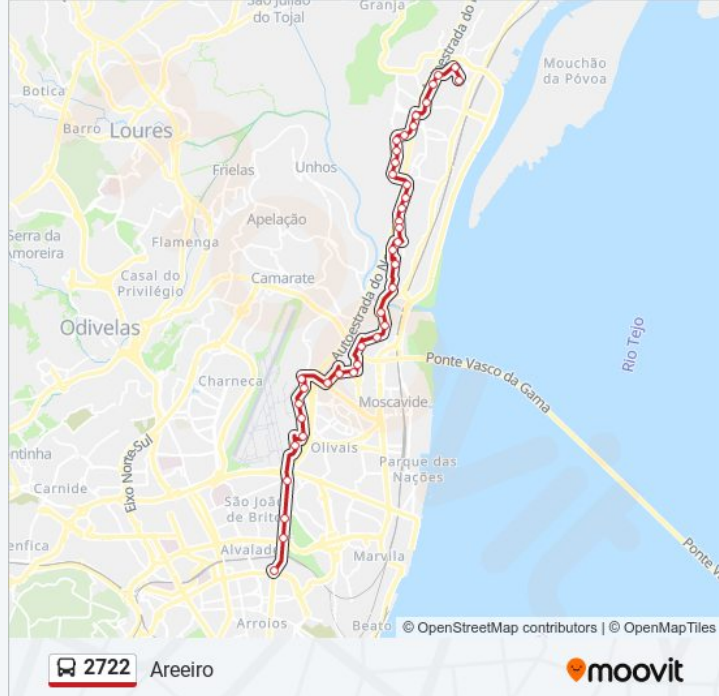 São Julião
do Tojal
Granja
Autoestrada do N
Mouchão
da Póvoa
Botica
Barro
Loures
Frielas
Unhos
Apelação
Serra da
Amoreira
Flamenga
Casal do
Privilégio
Camarate
Autoestrada do N
Odivelas
Rio Tejo
Charneca
Ponte Vasco da Gama
Moscavide
Eixo Norte-Sul
Olivais
Parque das
Nações
Carnide
São João
de Brito
Alvalade
Marvila
Ponte V
Arroios
Beato
© OpenStreetMap contributors | © OpenMapTiles
2722 Areeiro
moovit